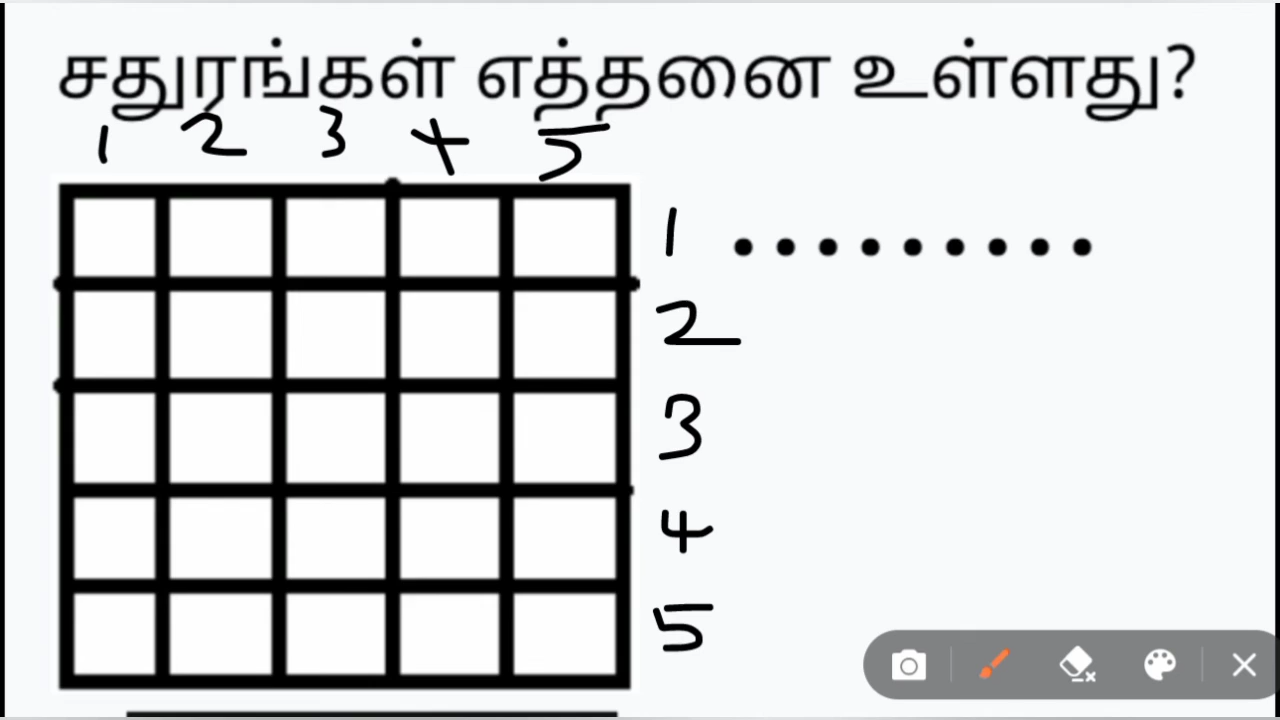 சதுரங்கள் எத்தனை உள்ளது?
1 2 3 4 5
1 .........
2
3
4
5